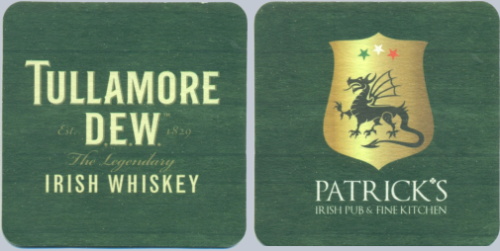 TULLAMORE
D.E.W.
Est. 1829
The Legendary
IRISH WHISKEY
PATRICK'S
IRISH PUB & FINE KITCHEN